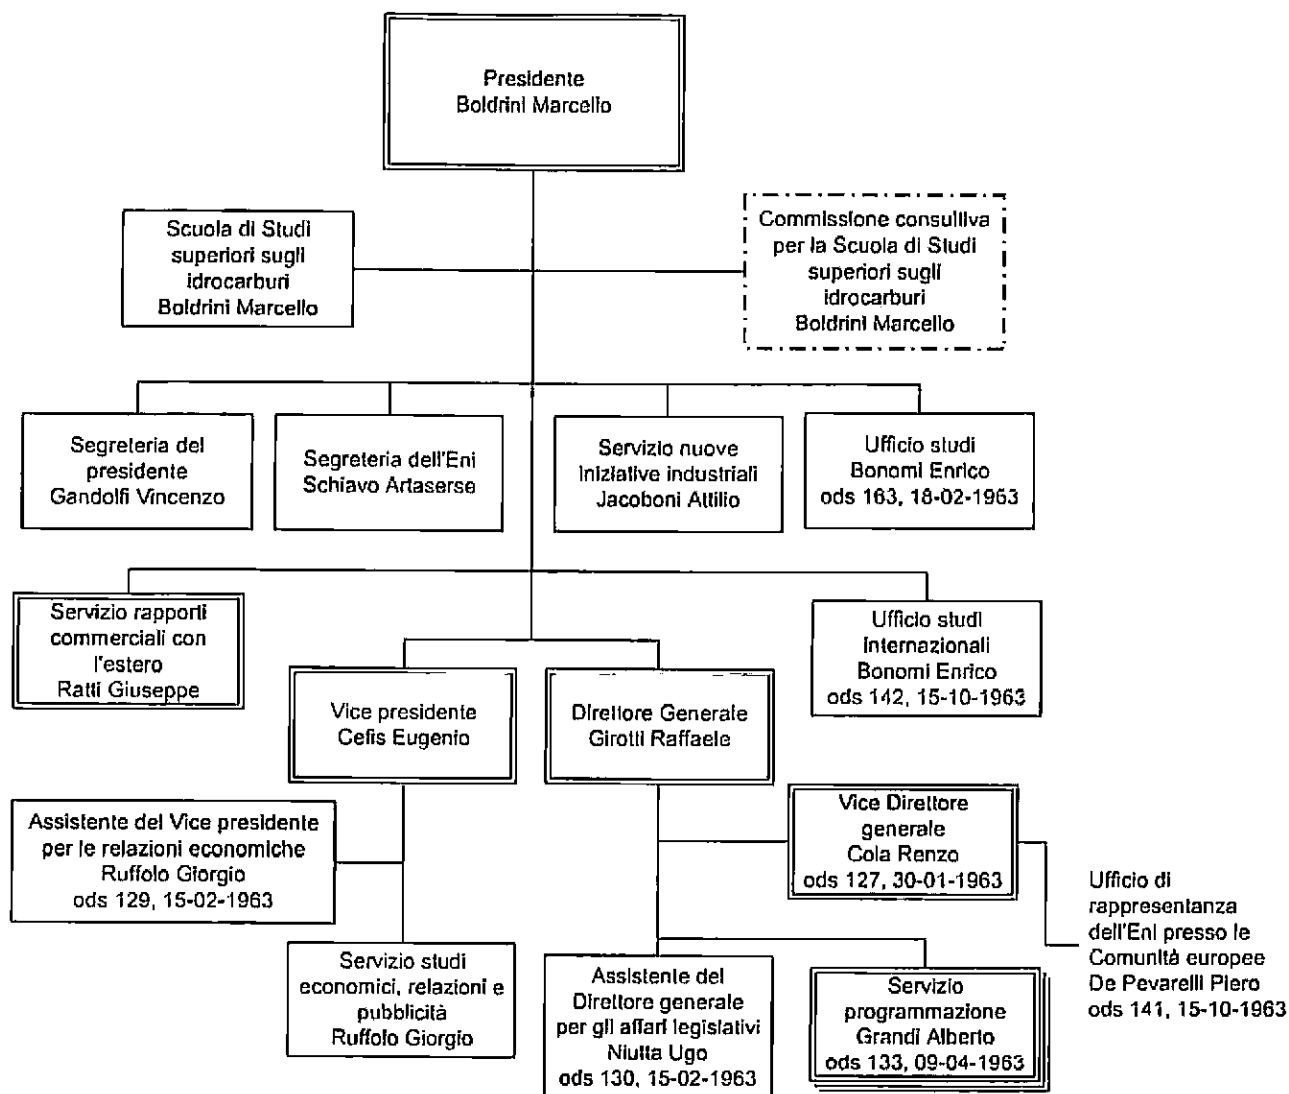 Presidente
Boldrini Marcello
Scuola di Studi
superiori sugli
idrocarburi
Boldrini Marcello
Commissione consultiva
per la Scuola di Studi
superiori sugli
idrocarburi
Boldrini Marcello
Segreteria del
presidente
Gandolfi Vincenzo
Segreteria dell'Eni
Schiavo Artaserse
Servizio nuove
iniziative industriali
Jacoboni Attilio
Ufficio studi
Bonomi Enrico
ods 163, 18-02-1963
Servizio rapporti
commerciali con
l'estero
Ratti Giuseppe
Ufficio studi
internazionali
Bonomi Enrico
ods 142, 15-10-1963
Vice presidente
Cefis Eugenio
Direttore Generale
Girotti Raffaele
Assistente del Vice presidente
per le relazioni economiche
Ruffolo Giorgio
ods 129, 15-02-1963
Vice Direttore
generale
Cola Renzo
ods 127, 30-01-1963
Ufficio di
rappresentanza
dell'Eni presso le
Comunità europee
De Pevarelli Piero
ods 141, 15-10-1963
Servizio studi
economici, relazioni e
pubblicità
Ruffolo Giorgio
Assistente del
Direttore generale
per gli affari legislativi
Niutta Ugo
ods 130, 15-02-1963
Servizio
programmazione
Grandi Alberto
ods 133, 09-04-1963